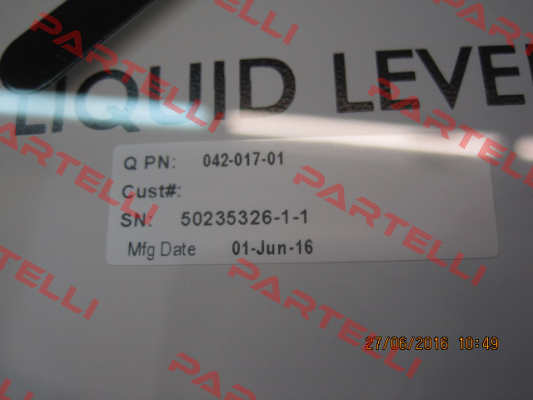 LIQUID LEVE
Q PN: 042-017-01
Cust#:
SN: 50235326-1-1
Mfg Date 01-Jun-16
27/06/2016 10:49
PARTELLI
PARTELLI
PARTELLI
PARTELLI
PARTELLI
PARTELLI
PARTELLI